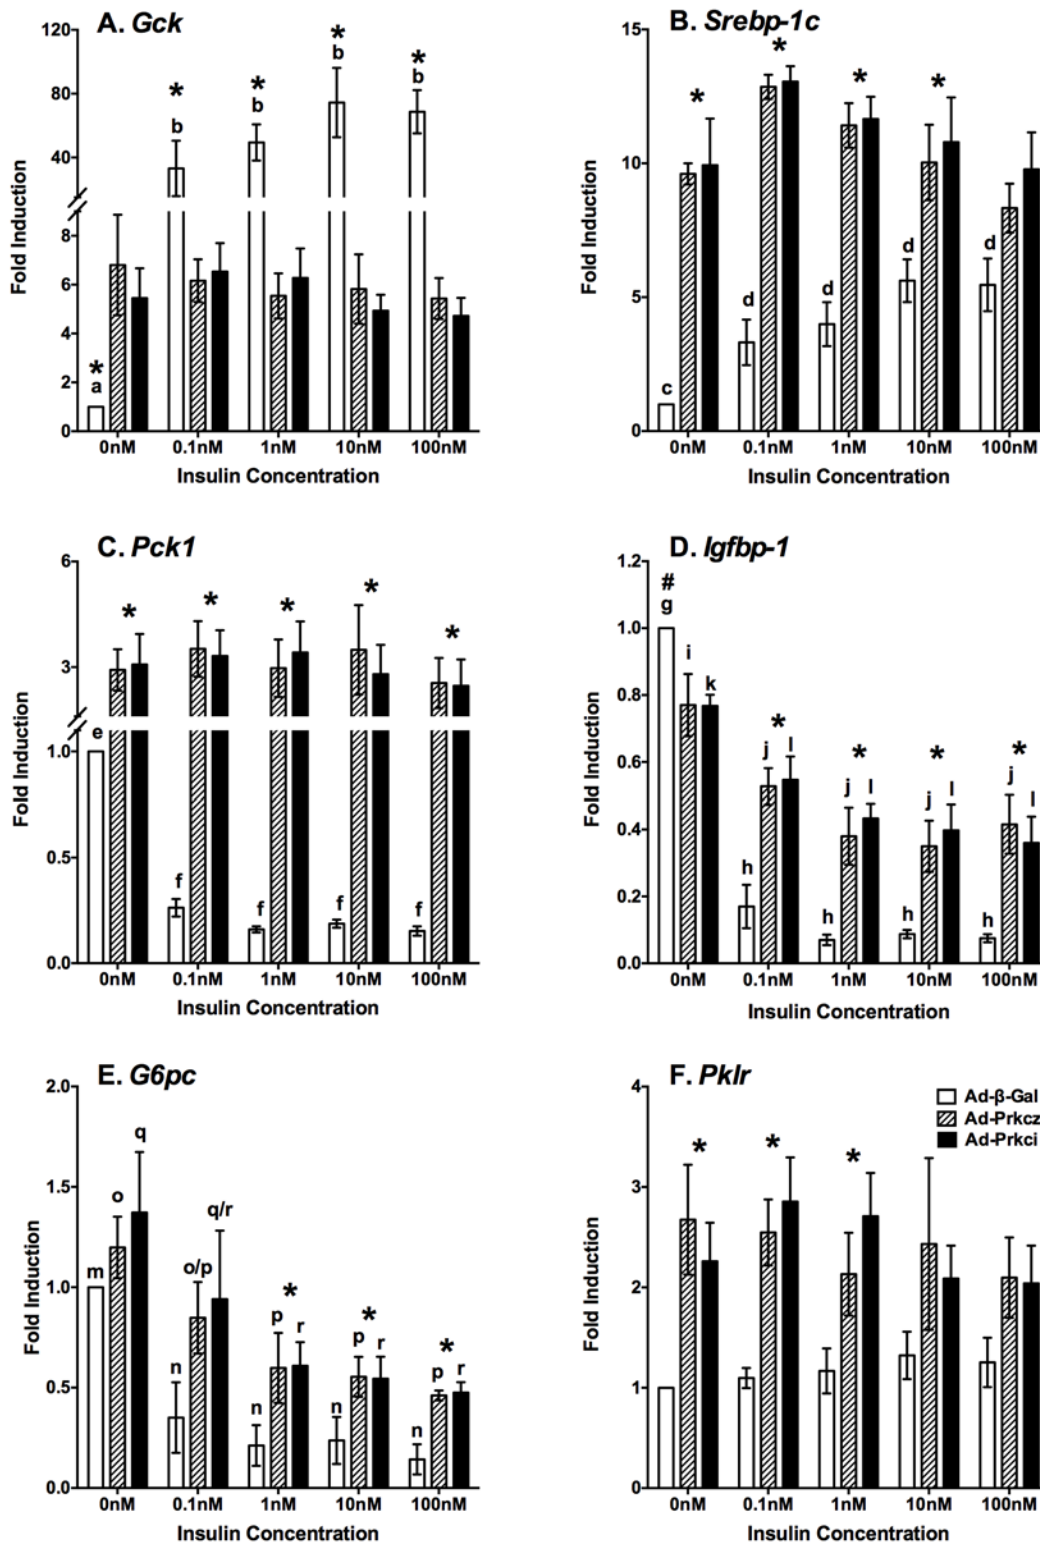 A. Gck
Fold Induction
120
80
40
8
6
4
2
0
* a
* b
* b
* b
* b
0nM 0.1nM 1nM 10nM 100nM
Insulin Concentration
B. Srebp-1c
Fold Induction
15
10
5
0
* * * *
c d d d d
0nM 0.1nM 1nM 10nM 100nM
Insulin Concentration
C. Pck1
Fold Induction
6
3
1.0
0.5
0.0
* * * * *
e f f f f
0nM 0.1nM 1nM 10nM 100nM
Insulin Concentration
D. Igfbp-1
Fold Induction
1.2
1.0
0.8
0.6
0.4
0.2
0.0
#
g i k
* * * *
h j l h j l h j l h j l
0nM 0.1nM 1nM 10nM 100nM
Insulin Concentration
E. G6pc
Fold Induction
2.0
1.5
1.0
0.5
0.0
m o q
n o/p q/r
* * *
n p r n p r n p r
0nM 0.1nM 1nM 10nM 100nM
Insulin Concentration
F. Pklr
Fold Induction
4
3
2
1
0
Ad-β-Gal
Ad-Prkcz
Ad-Prkci
* * *
0nM 0.1nM 1nM 10nM 100nM
Insulin Concentration